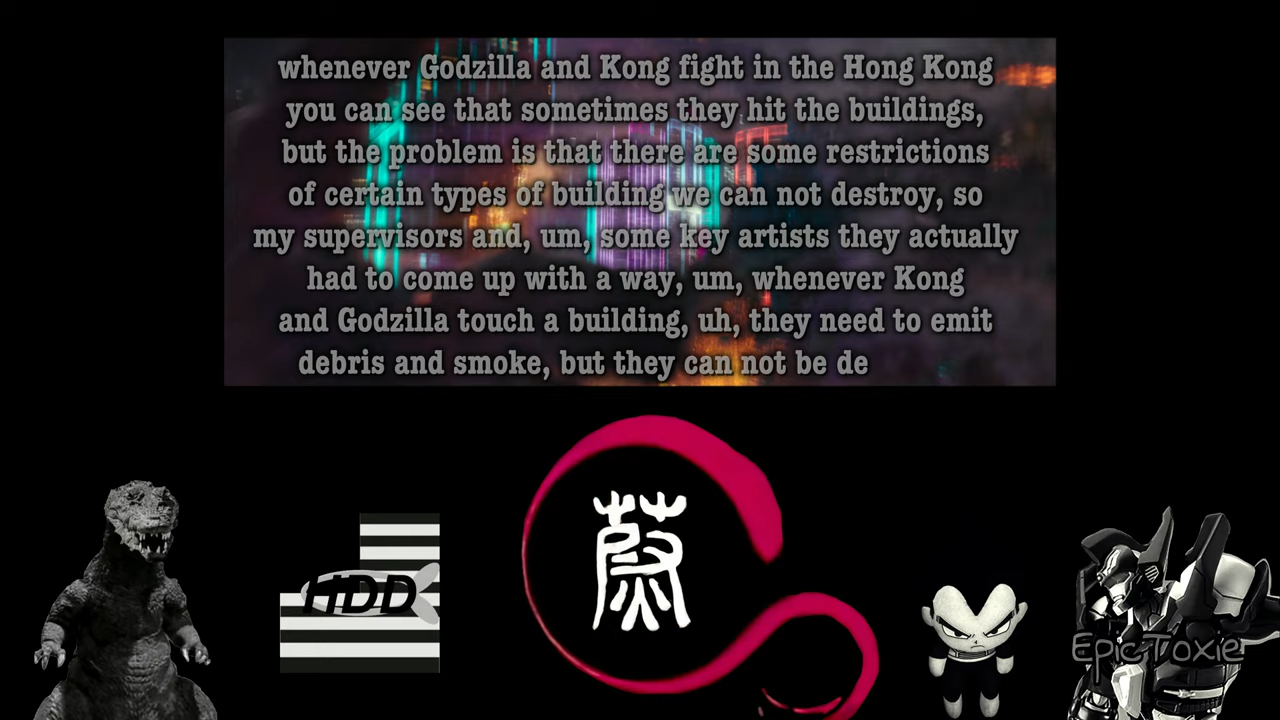 whenever Godzilla and Kong fight in the Hong Kong
you can see that sometimes they hit the buildings,
but the problem is that there are some restrictions
of certain types of building we can not destroy, so
my supervisors and, um, some key artists they actually
had to come up with a way, um, whenever Kong
and Godzilla touch a building, uh, they need to emit
debris and smoke, but they can not be de
蔚
HDD
EpicToxie